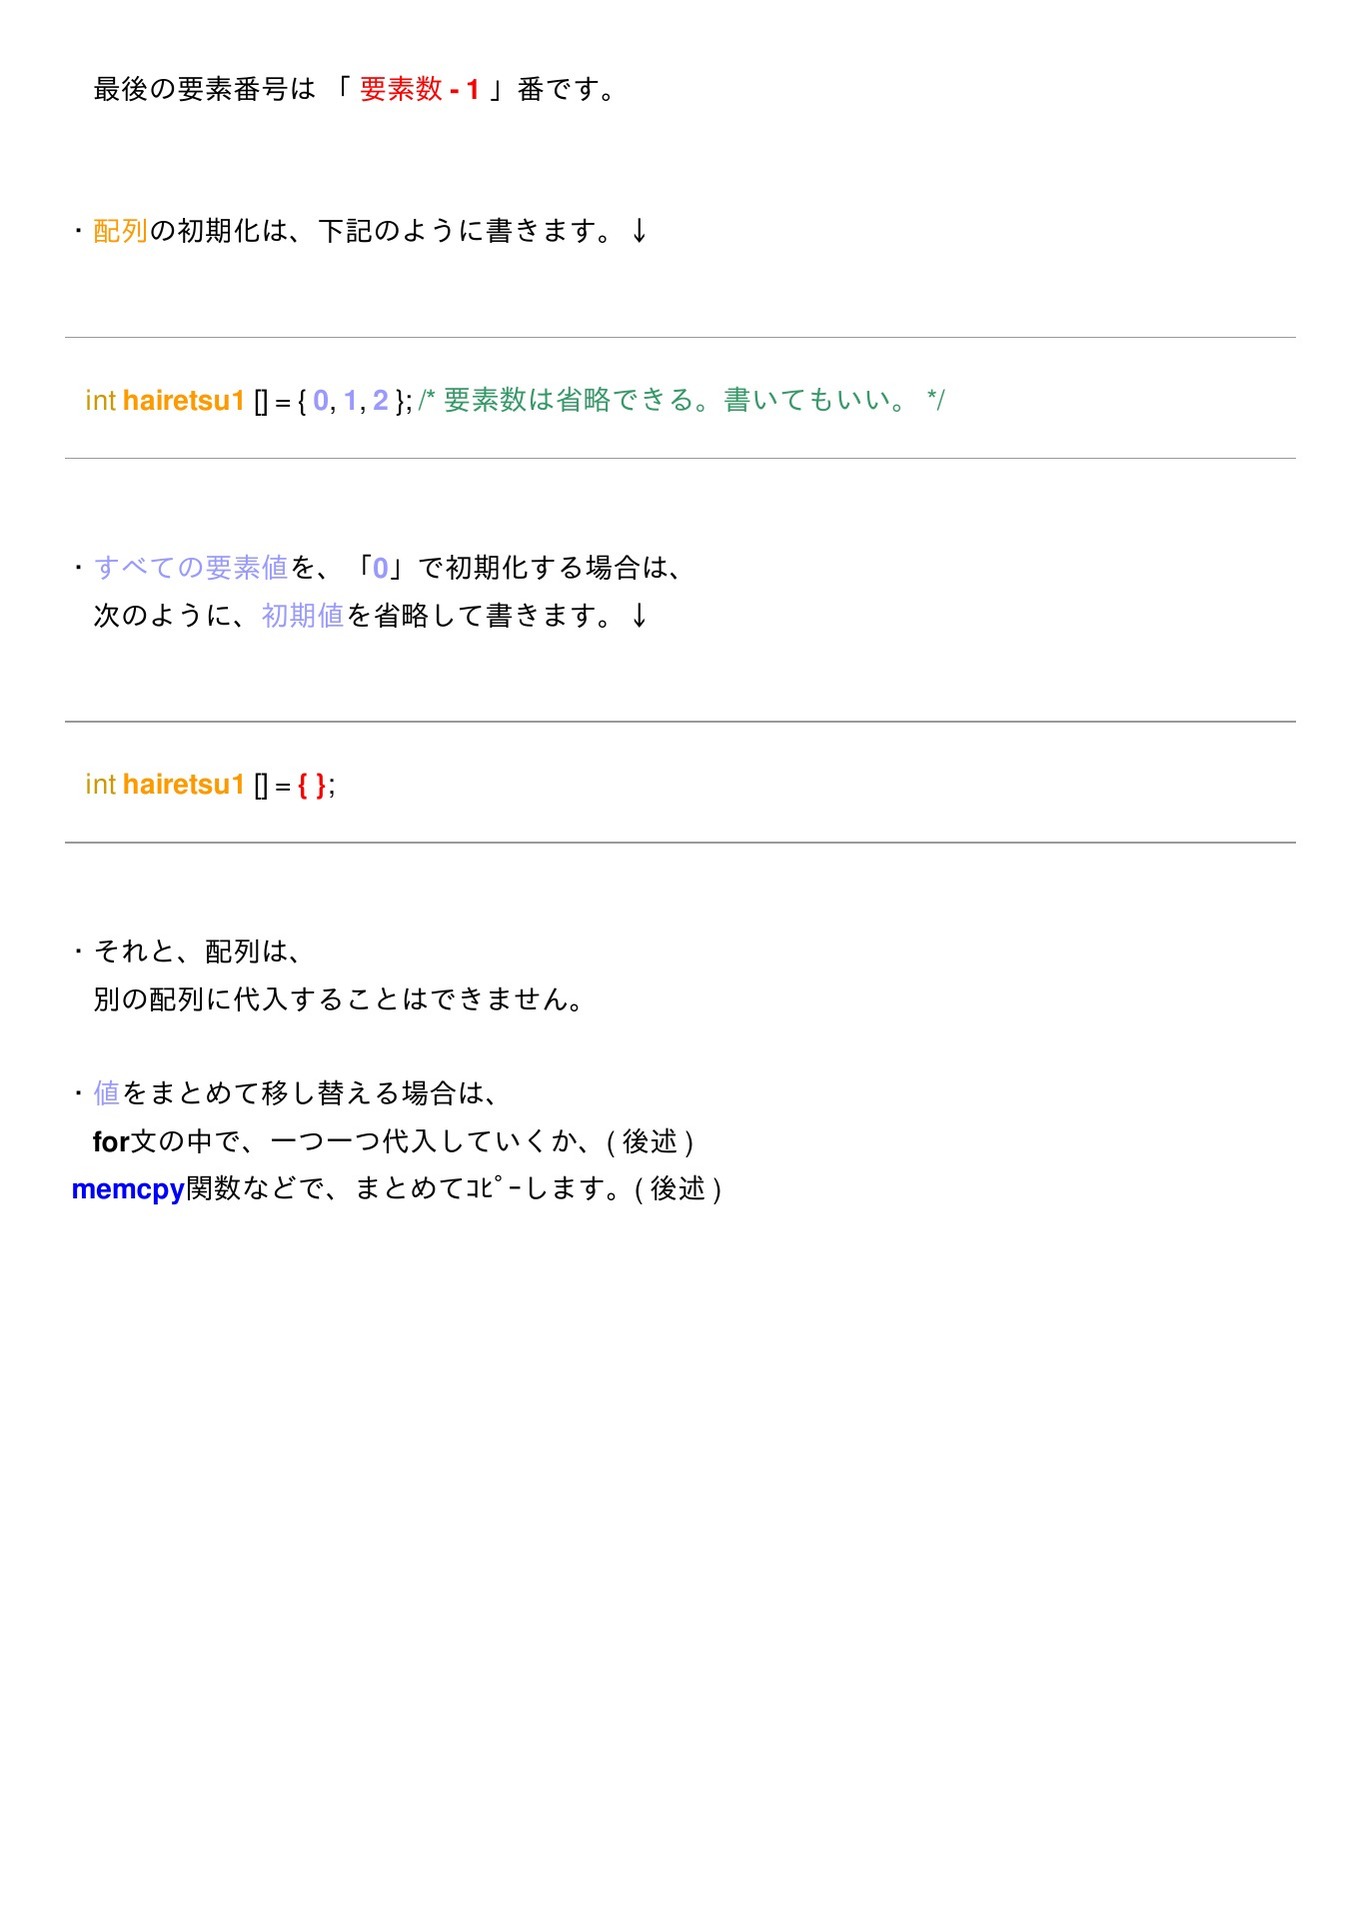 最後の要素番号は 「 要素数 - 1 」番です。
・配列の初期化は、下記のように書きます。↓
int hairetsu1 [] = { 0, 1, 2 }; /* 要素数は省略できる。書いてもいい。 */
・すべての要素値を、「0」で初期化する場合は、
次のように、初期値を省略して書きます。↓
int hairetsu1 [] = { };
・それと、配列は、
別の配列に代入することはできません。
・値をまとめて移し替える場合は、
for文の中で、一つ一つ代入していくか、( 後述 )
memcpy関数などで、まとめてｺﾋﾟｰします。( 後述 )